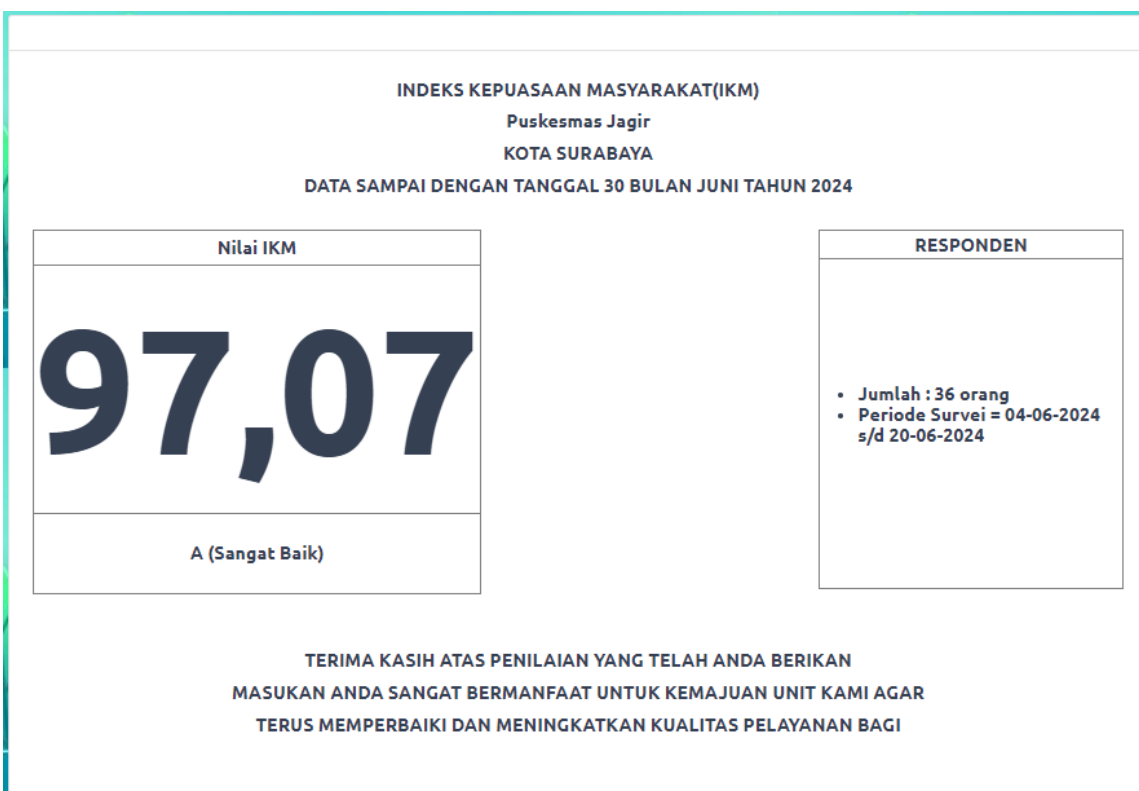 INDEKS KEPUASAAN MASYARAKAT(IKM)
Puskesmas Jagir
KOTA SURABAYA
DATA SAMPAI DENGAN TANGGAL 30 BULAN JUNI TAHUN 2024
Nilai IKM
97,07
A (Sangat Baik)
RESPONDEN
• Jumlah : 36 orang
• Periode Survei = 04-06-2024
s/d 20-06-2024
TERIMA KASIH ATAS PENILAIAN YANG TELAH ANDA BERIKAN
MASUKAN ANDA SANGAT BERMANFAAT UNTUK KEMAJUAN UNIT KAMI AGAR
TERUS MEMPERBAIKI DAN MENINGKATKAN KUALITAS PELAYANAN BAGI